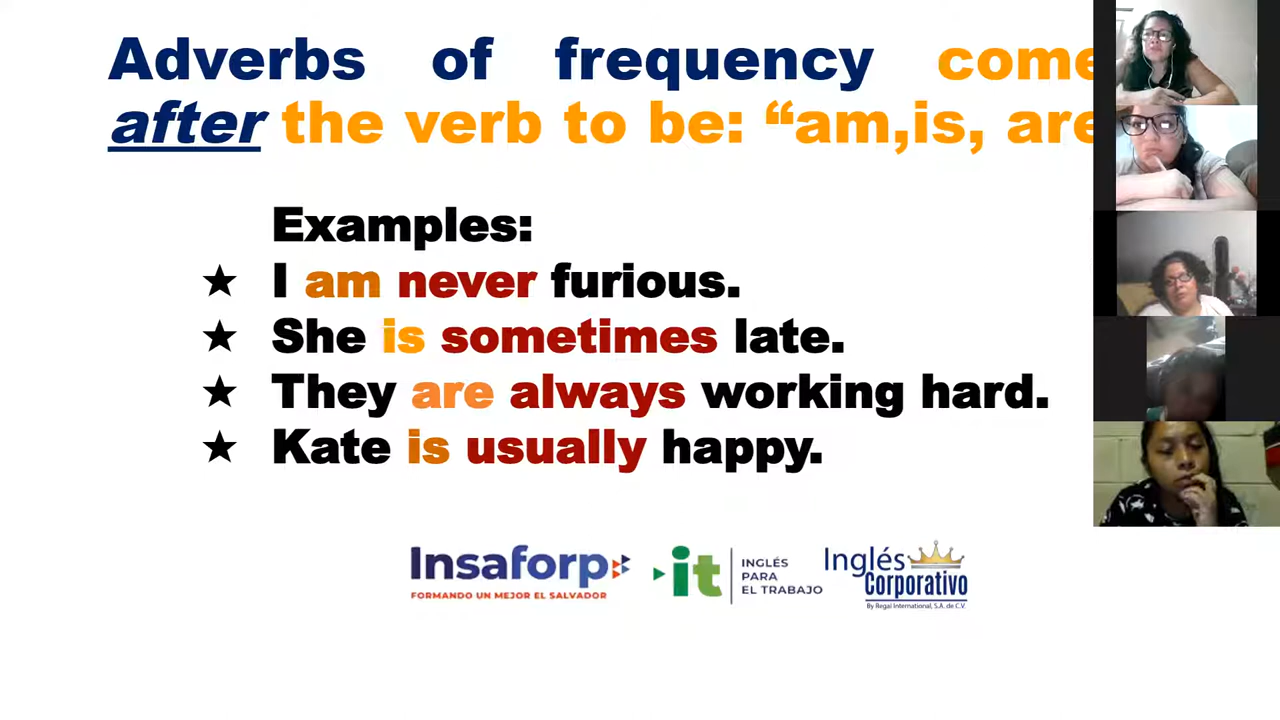 Adverbs of frequency come
after the verb to be: “am,is, are
Examples:
★ I am never furious.
★ She is sometimes late.
★ They are always working hard.
★ Kate is usually happy.
Insaforp
FORMANDO UN MEJOR EL SALVADOR
it
INGLÉS
PARA
EL TRABAJO
Inglés
Corporativo
By Regal International, S.A. de C.V.